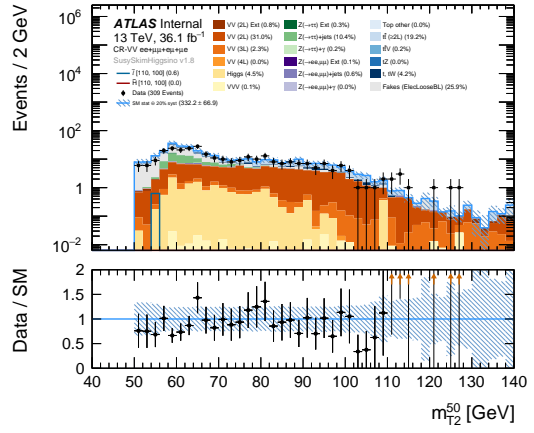 ATLAS Internal
13 TeV, 36.1 fb⁻¹
CR-VV ee+μμ+eμ+μe
SusySkimHiggsino v1.8
l̃ [110, 100] (0.6)
H̃ [110, 100] (0.0)
Data (309 Events)
SM stat ⊕ 20% syst (332.2 ± 66.9)
VV (2L) Ext (0.8%)
VV (2L) (31.0%)
VV (3L) (2.3%)
VV (4L) (0.0%)
Higgs (4.5%)
VVV (0.1%)
Z(→ττ) Ext (0.3%)
Z(→ττ)+jets (10.4%)
Z(→ττ)+γ (0.2%)
Z(→ee,μμ) Ext (0.1%)
Z(→ee,μμ)+jets (0.6%)
Z(→ee,μμ)+γ (0.0%)
Top other (0.0%)
tt̄ (≥2L) (19.2%)
tt̄V (0.2%)
tZ (0.0%)
t, tW (4.2%)
Fakes (ElecLooseBL) (25.9%)
Events / 2 GeV
10⁶
10⁴
10²
1
10⁻²
Data / SM
2
1.5
1
0.5
0
40 50 60 70 80 90 100 110 120 130 140
m⁵⁰T2 [GeV]